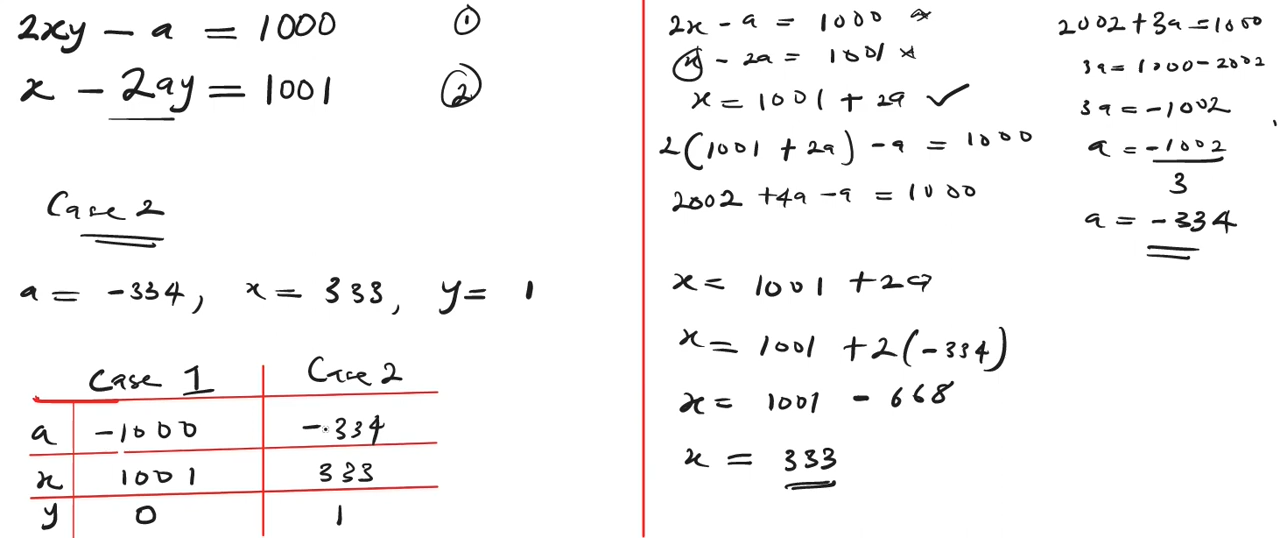 2xy - a = 1000 ①
x - 2ay = 1001 ②
Case 2
a = -334, x = 333, y = 1
Case 1 Case 2
a -1000 -334
x 1001 333
y 0 1
2x - a = 1000
x - 2a = 1001
x = 1001 + 2a ✓
2(1001 + 2a) - a = 1000
2002 + 4a - a = 1000
2002 + 3a = 1000
3a = 1000 - 2002
3a = -1002
a = -1002
3
a = -334
x = 1001 + 2a
x = 1001 + 2(-334)
x = 1001 - 668
x = 333